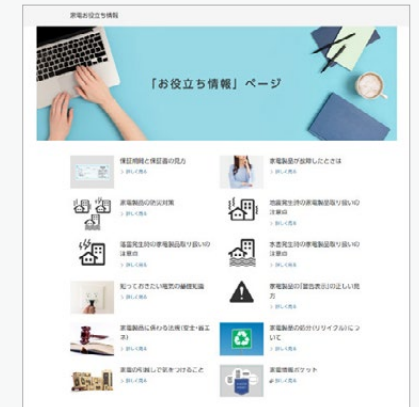 家電お役立ち情報
「お役立ち情報」ページ
保証期間と保証書の見方
> 詳しく見る
家電製品が故障したときは
> 詳しく見る
家電製品の防災対策
> 詳しく見る
地震発生時の家電製品取り扱いの
注意点
> 詳しく見る
落雷発生時の家電製品取り扱いの
注意点
> 詳しく見る
水害発生時の家電製品取り扱いの
注意点
> 詳しく見る
知っておきたい電気の基礎知識
> 詳しく見る
家電製品の「警告表示」の正しい見
方
> 詳しく見る
家電製品に係わる法規(安全・省エ
ネ)
> 詳しく見る
家電製品の処分(リサイクル)につ
いて
> 詳しく見る
家電の引越しで気をつけること
> 詳しく見る
家電情報ポケット
詳しく見る